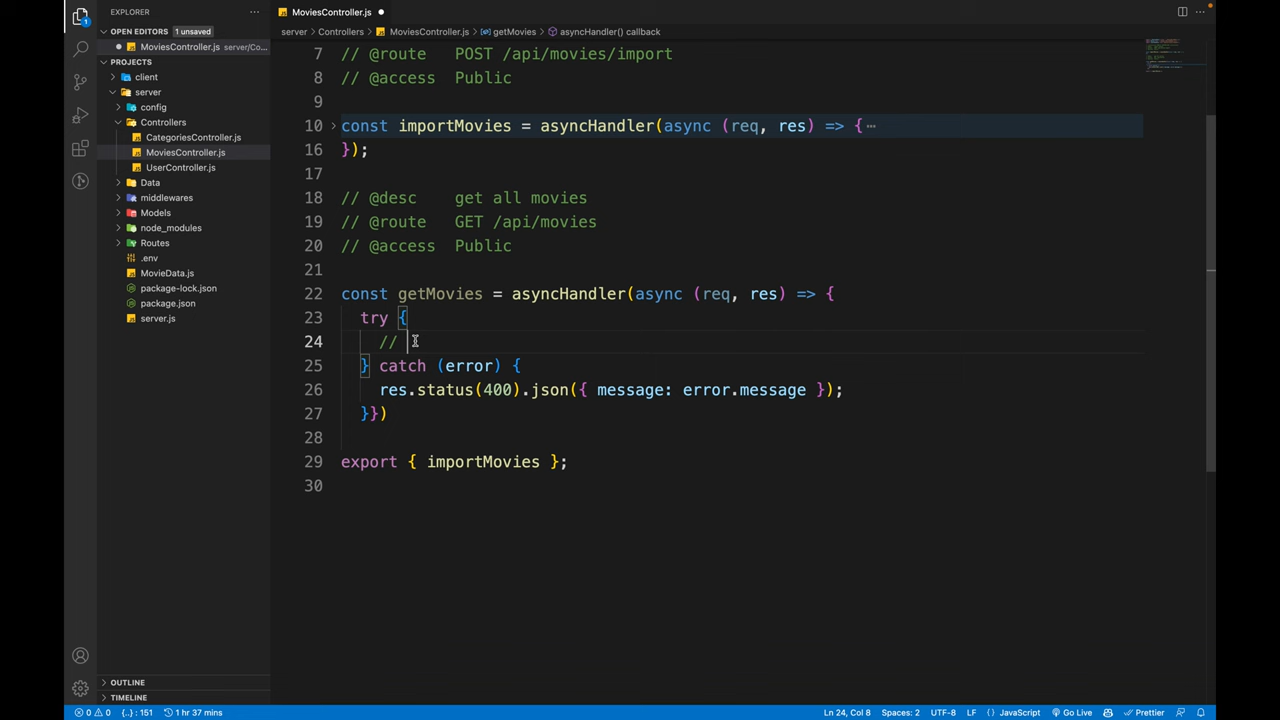 EXPLORER
···
MoviesController.js
OPEN EDITORS 1 unsaved
MoviesController.js server/Co...
PROJECTS
client
server
config
Controllers
CategoriesController.js
MoviesController.js
UserController.js
Data
middlewares
Models
node_modules
Routes
.env
MovieData.js
package-lock.json
package.json
server.js
OUTLINE
TIMELINE
1
server > Controllers > MoviesController.js > getMovies > asyncHandler() callback
7 // @route POST /api/movies/import
8 // @access Public
9
10 const importMovies = asyncHandler(async (req, res) => {···
16 });
17
18 // @desc get all movies
19 // @route GET /api/movies
20 // @access Public
21
22 const getMovies = asyncHandler(async (req, res) => {
23 try {
24 //
25 } catch (error) {
26 res.status(400).json({ message: error.message });
27 }})
28
29 export { importMovies };
30
0 0 {..} : 151 1 hr 37 mins Ln 24, Col 8 Spaces: 2 UTF-8 LF {} JavaScript Go Live Prettier